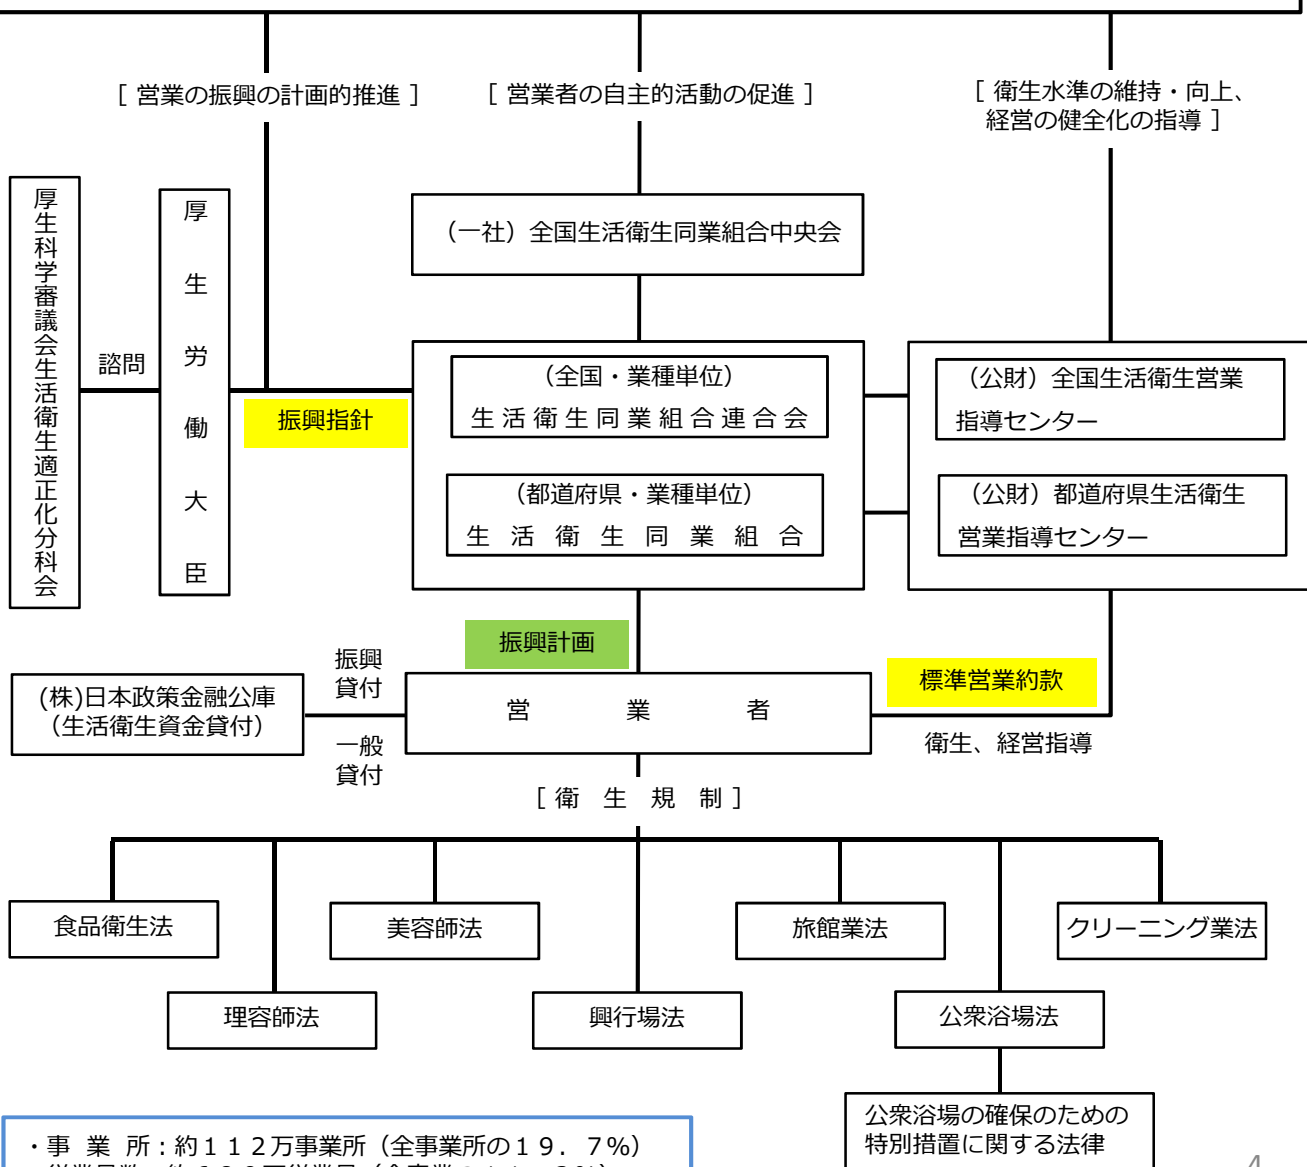 [ 営業の振興の計画的推進 ]
[ 営業者の自主的活動の促進 ]
[ 衛生水準の維持・向上、
経営の健全化の指導 ]
厚生科学審議会生活衛生適正化分科会
諮問
厚生労働大臣
振興指針
（一社）全国生活衛生同業組合中央会
（全国・業種単位）
生活衛生同業組合連合会
（都道府県・業種単位）
生活衛生同業組合
（公財）全国生活衛生営業
指導センター
（公財）都道府県生活衛生
営業指導センター
振興計画
標準営業約款
(株)日本政策金融公庫
（生活衛生資金貸付）
振興
貸付
一般
貸付
営業者
衛生、経営指導
[ 衛生規制 ]
食品衛生法
美容師法
旅館業法
クリーニング業法
理容師法
興行場法
公衆浴場法
公衆浴場の確保のための
特別措置に関する法律
・事業所：約１１２万事業所（全事業所の１９．７％）
4